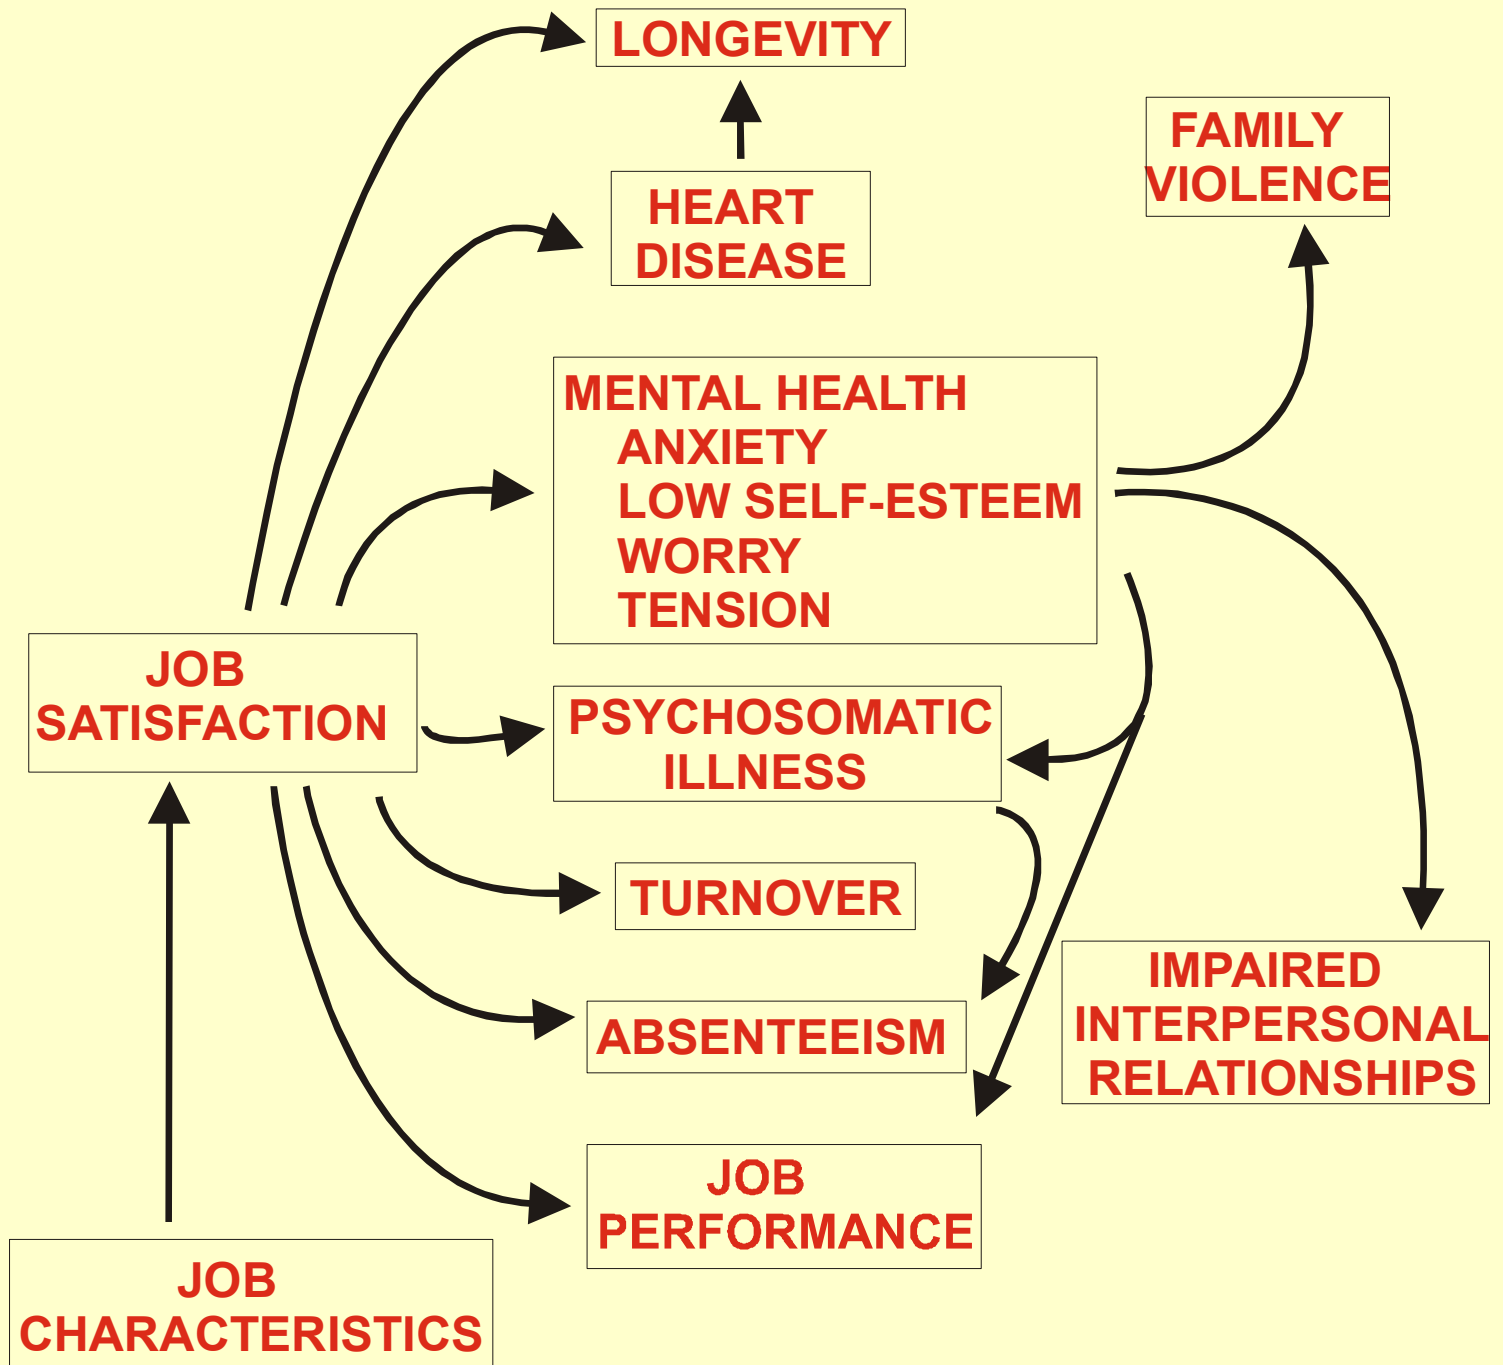 LONGEVITY
FAMILY
VIOLENCE
HEART
DISEASE
MENTAL HEALTH
ANXIETY
LOW SELF-ESTEEM
WORRY
TENSION
JOB
SATISFACTION
PSYCHOSOMATIC
ILLNESS
TURNOVER
IMPAIRED
INTERPERSONAL
RELATIONSHIPS
ABSENTEEISM
JOB
PERFORMANCE
JOB
CHARACTERISTICS